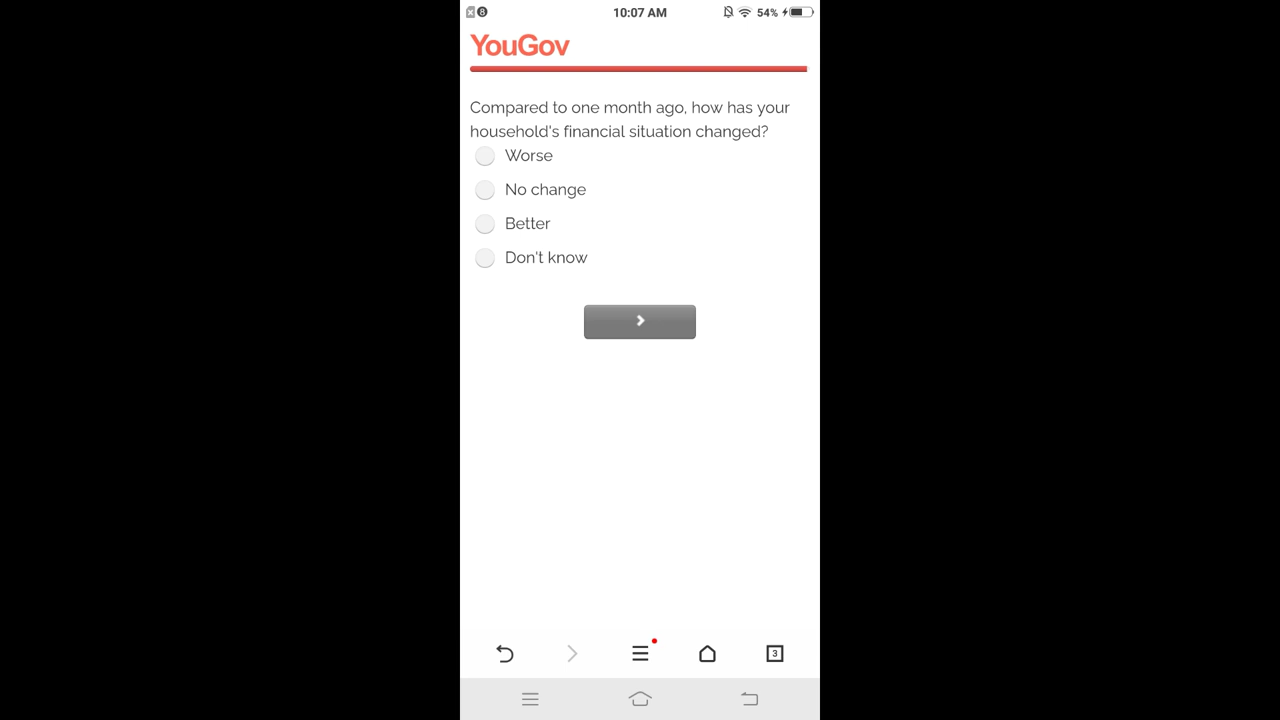 10:07 AM
54%
YouGov
Compared to one month ago, how has your
household's financial situation changed?
Worse
No change
Better
Don't know
3